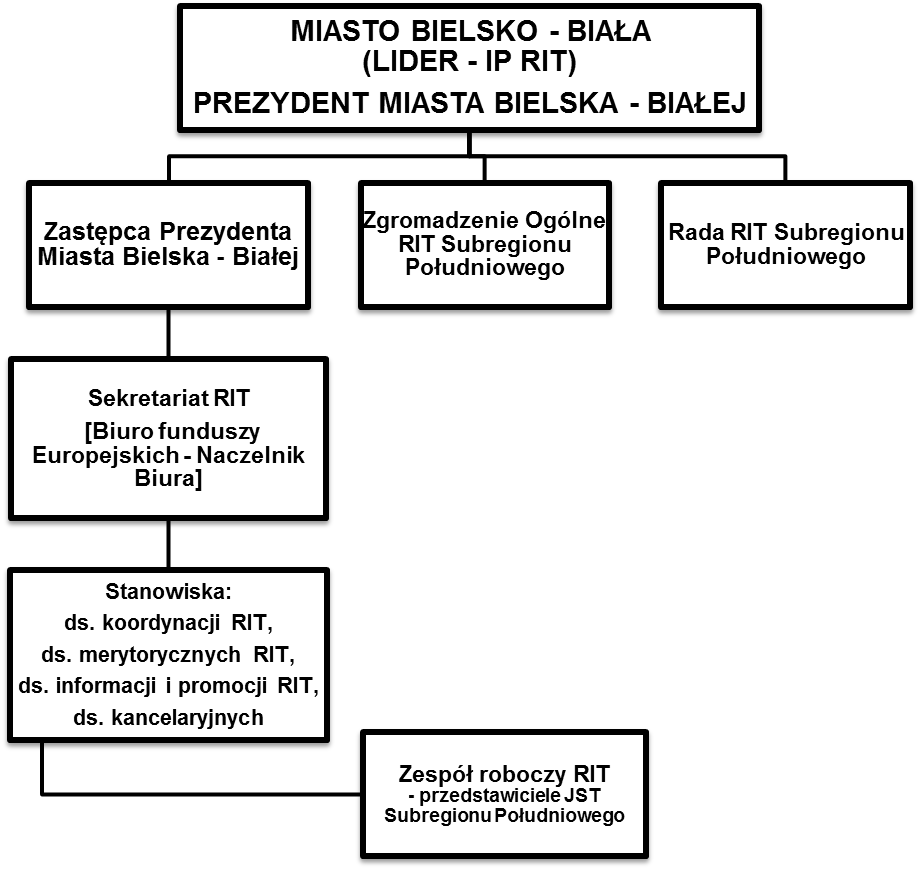 MIASTO BIELSKO - BIAŁA
(LIDER - IP RIT)
PREZYDENT MIASTA BIELSKA - BIAŁEJ
Zastępca Prezydenta
Miasta Bielska - Białej
Zgromadzenie Ogólne
RIT Subregionu
Południowego
Rada RIT Subregionu
Południowego
Sekretariat RIT
[Biuro funduszy
Europejskich - Naczelnik
Biura]
Stanowiska:
ds. koordynacji RIT,
ds. merytorycznych RIT,
ds. informacji i promocji RIT,
ds. kancelaryjnych
Zespół roboczy RIT
- przedstawiciele JST
Subregionu Południowego